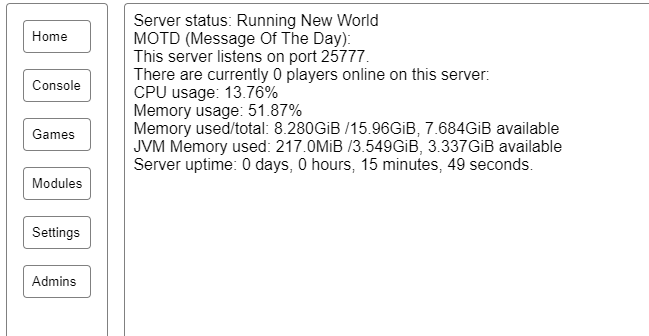 Home
Console
Games
Modules
Settings
Admins
Server status: Running New World
MOTD (Message Of The Day):
This server listens on port 25777.
There are currently 0 players online on this server:
CPU usage: 13.76%
Memory usage: 51.87%
Memory used/total: 8.280GiB /15.96GiB, 7.684GiB available
JVM Memory used: 217.0MiB /3.549GiB, 3.337GiB available
Server uptime: 0 days, 0 hours, 15 minutes, 49 seconds.